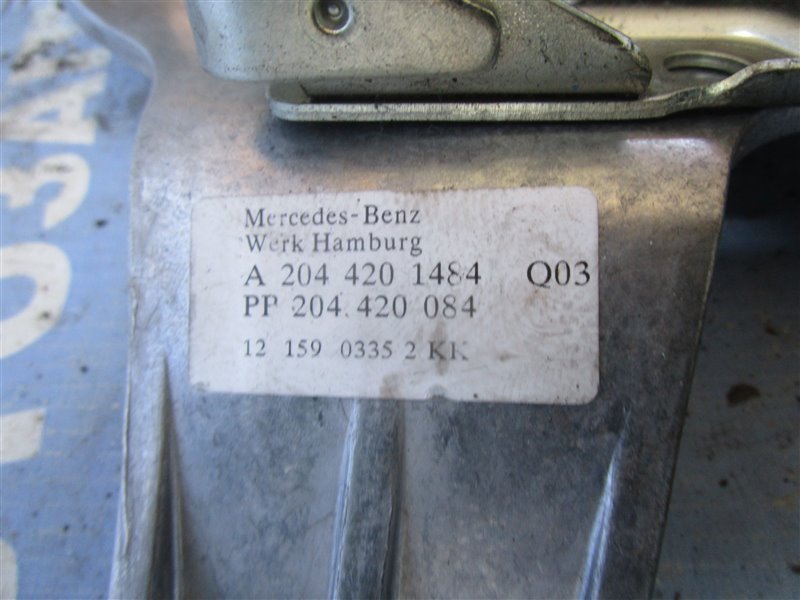 Mercedes-Benz
Werk Hamburg
A 204 420 1484 Q03
PP 204 420 084
12 159 0335 2 KK